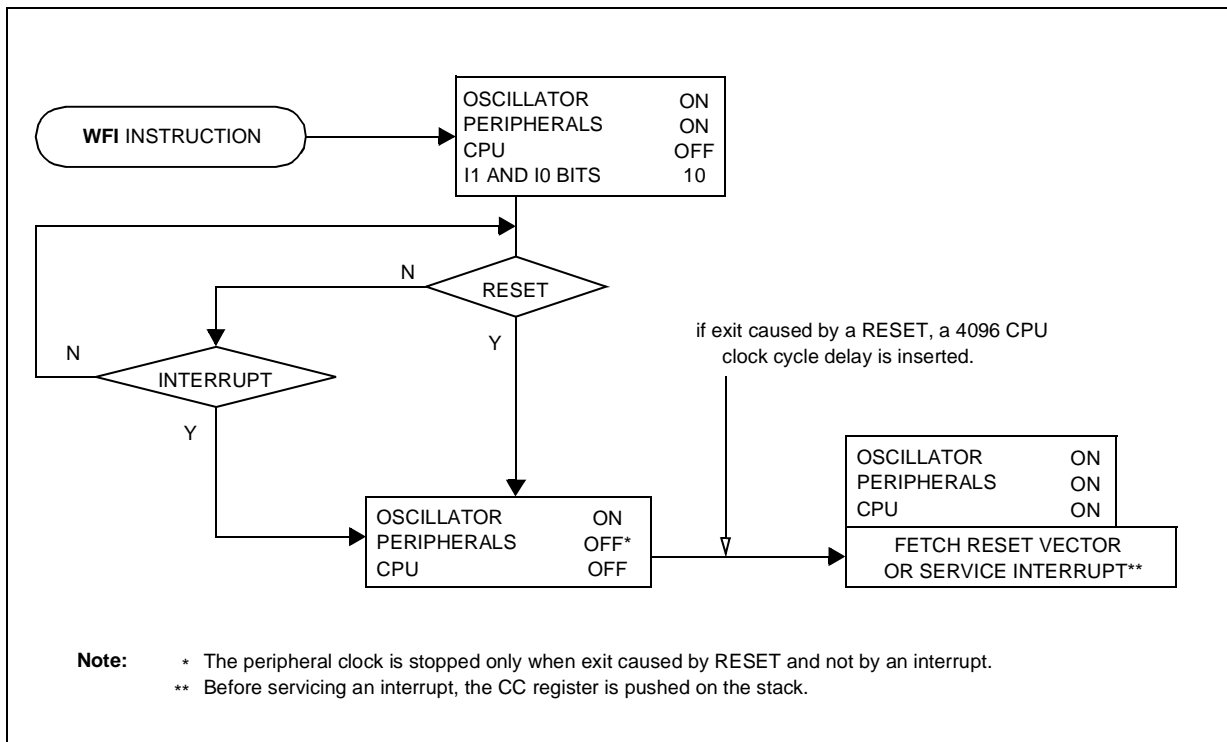 WFI INSTRUCTION
OSCILLATOR ON
PERIPHERALS ON
CPU OFF
I1 AND I0 BITS 10
N
RESET
Y
N
INTERRUPT
Y
if exit caused by a RESET, a 4096 CPU
clock cycle delay is inserted.
OSCILLATOR ON
PERIPHERALS OFF*
CPU OFF
OSCILLATOR ON
PERIPHERALS ON
CPU ON
FETCH RESET VECTOR
OR SERVICE INTERRUPT**
Note: * The peripheral clock is stopped only when exit caused by RESET and not by an interrupt.
** Before servicing an interrupt, the CC register is pushed on the stack.